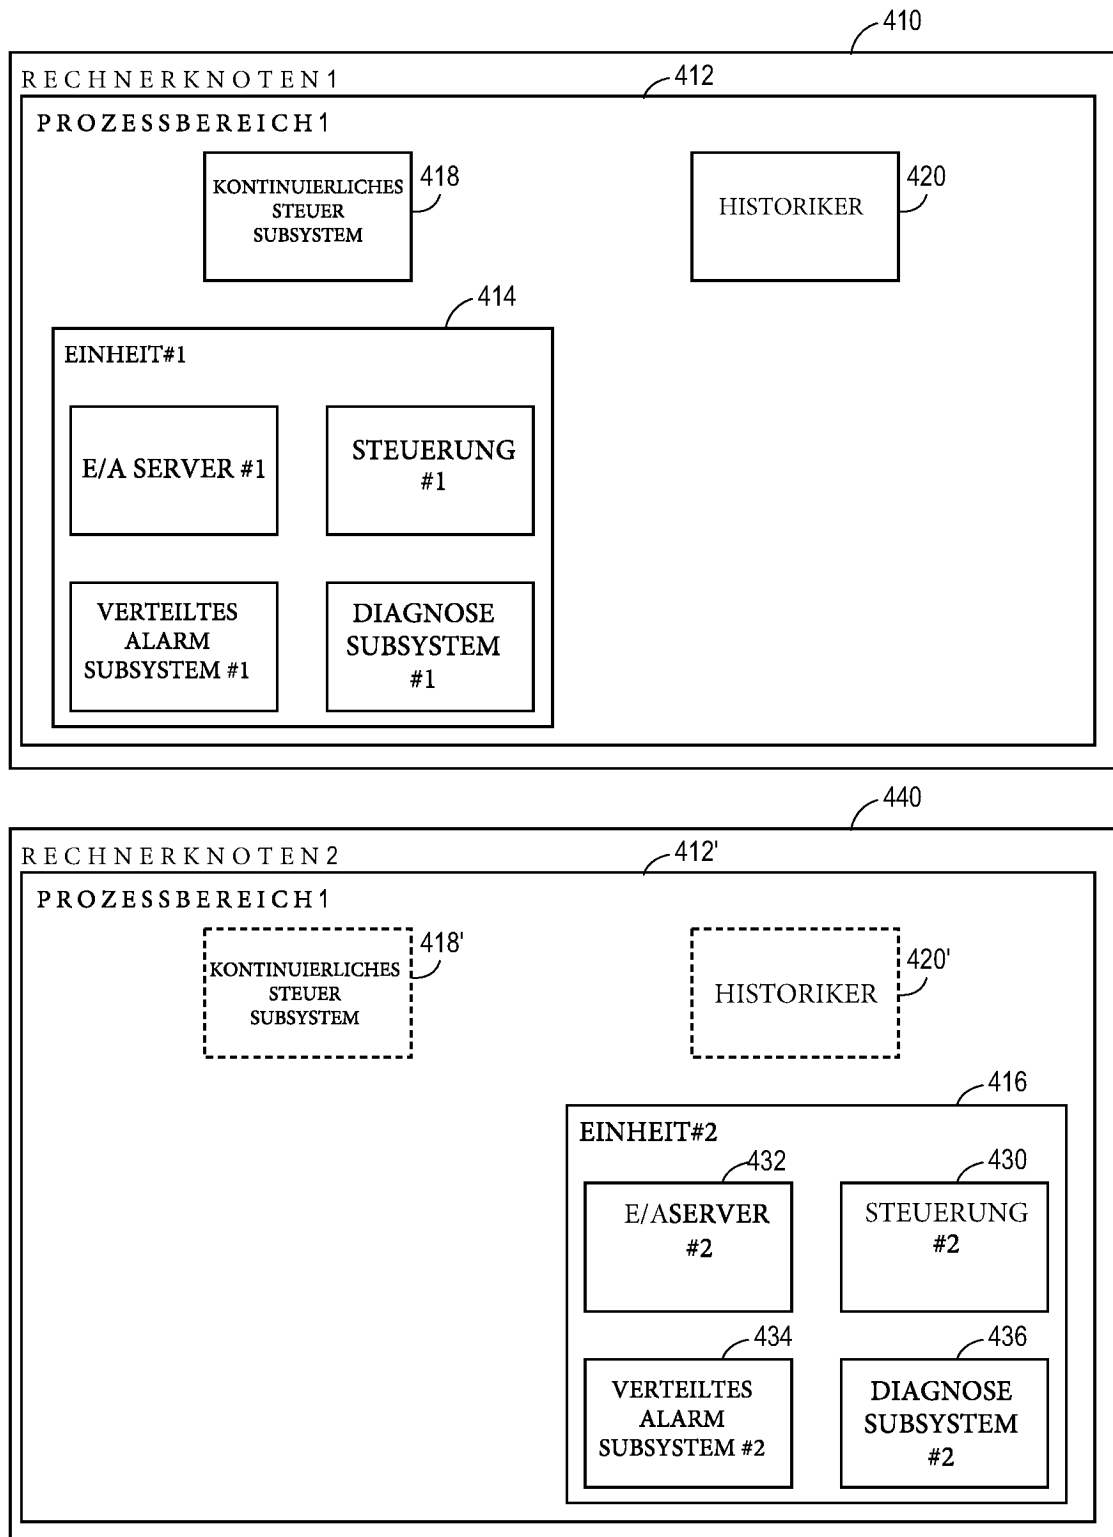 410
RECHNERKNOTEN1
412
PROZESSBEREICH1
KONTINUIERLICHES
STEUER
SUBSYSTEM
418
HISTORIKER
420
414
EINHEIT#1
E/A SERVER #1
STEUERUNG
#1
VERTEILTES
ALARM
SUBSYSTEM #1
DIAGNOSE
SUBSYSTEM
#1
440
RECHNERKNOTEN2
412'
PROZESSBEREICH1
KONTINUIERLICHES
STEUER
SUBSYSTEM
418'
HISTORIKER
420'
416
EINHEIT#2
432
E/ASERVER
#2
430
STEUERUNG
#2
434
VERTEILTES
ALARM
SUBSYSTEM #2
436
DIAGNOSE
SUBSYSTEM
#2